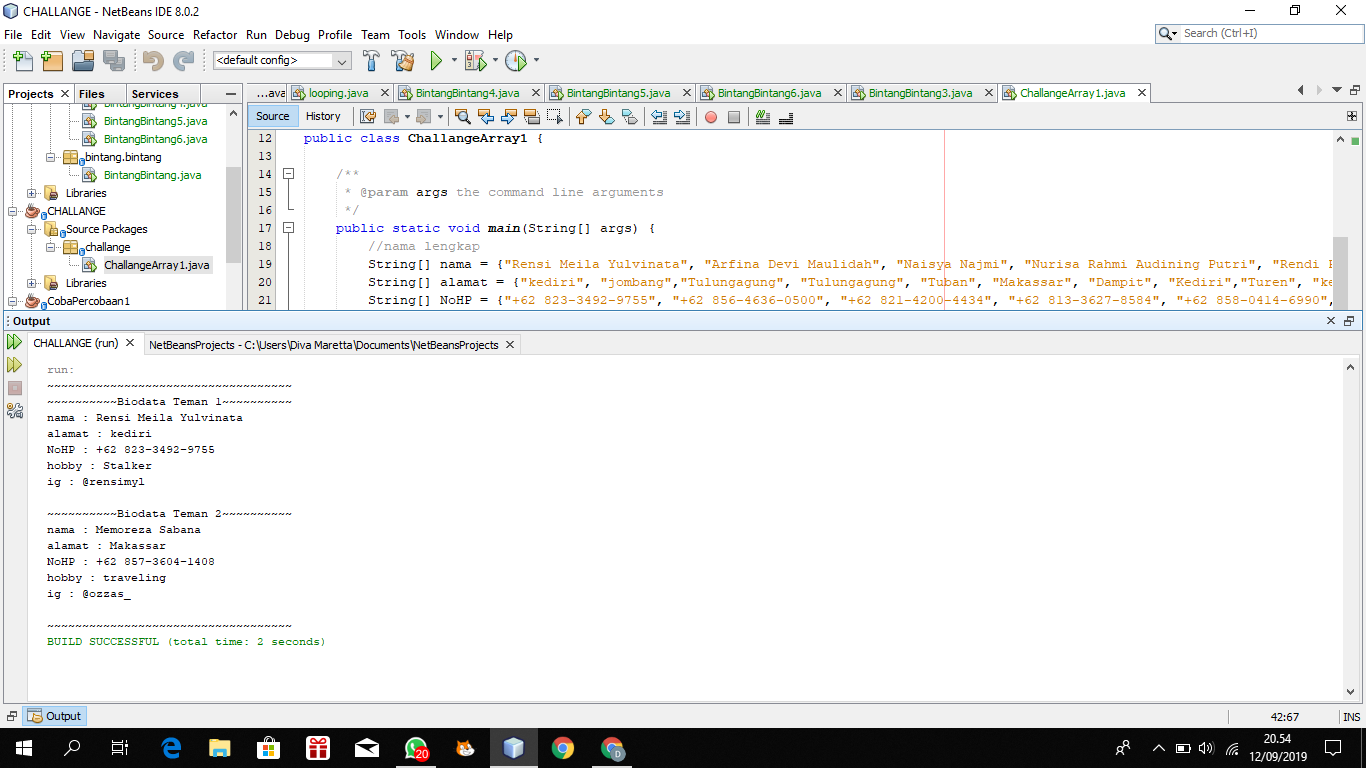 CHALLANGE - NetBeans IDE 8.0.2
File Edit View Navigate Source Refactor Run Debug Profile Team Tools Window Help
Search (Ctrl+I)
<default config>
Projects Files Services
...ava looping.java BintangBintang4.java BintangBintang5.java BintangBintang6.java BintangBintang3.java ChallangeArray1.java
Source History
BintangBintang5.java
BintangBintang6.java
bintang.bintang
BintangBintang.java
Libraries
CHALLANGE
Source Packages
challange
ChallangeArray1.java
Libraries
CobaPercobaan1
12 public class ChallangeArray1 {
13
14 /**
15 * @param args the command line arguments
16 */
17 public static void main(String[] args) {
18 //nama lengkap
19 String[] nama = {"Rensi Meila Yulvinata", "Arfina Devi Maulidah", "Naisya Najmi", "Nurisa Rahmi Audining Putri", "Rendi
20 String[] alamat = {"kediri", "jombang","Tulungagung", "Tulungagung", "Tuban", "Makassar", "Dampit", "Kediri","Turen", "ke
21 String[] NoHP = {"+62 823-3492-9755", "+62 856-4636-0500", "+62 821-4200-4434", "+62 813-3627-8584", "+62 858-0414-6990",
Output
CHALLANGE (run) NetBeansProjects - C:\Users\Diva Maretta\Documents\NetBeansProjects
run:
~~~~~~~~~~~~~~~~~~~~~~~~~~~~~~~~~~~
~~~~~~~~~~Biodata Teman 1~~~~~~~~~~
nama : Rensi Meila Yulvinata
alamat : kediri
NoHP : +62 823-3492-9755
hobby : Stalker
ig : @rensimyl
~~~~~~~~~~Biodata Teman 2~~~~~~~~~~
nama : Memoreza Sabana
alamat : Makassar
NoHP : +62 857-3604-1408
hobby : traveling
ig : @ozzas_
~~~~~~~~~~~~~~~~~~~~~~~~~~~~~~~~~~~
BUILD SUCCESSFUL (total time: 2 seconds)
Output
42:67 INS
20
D
20.54
12/09/2019